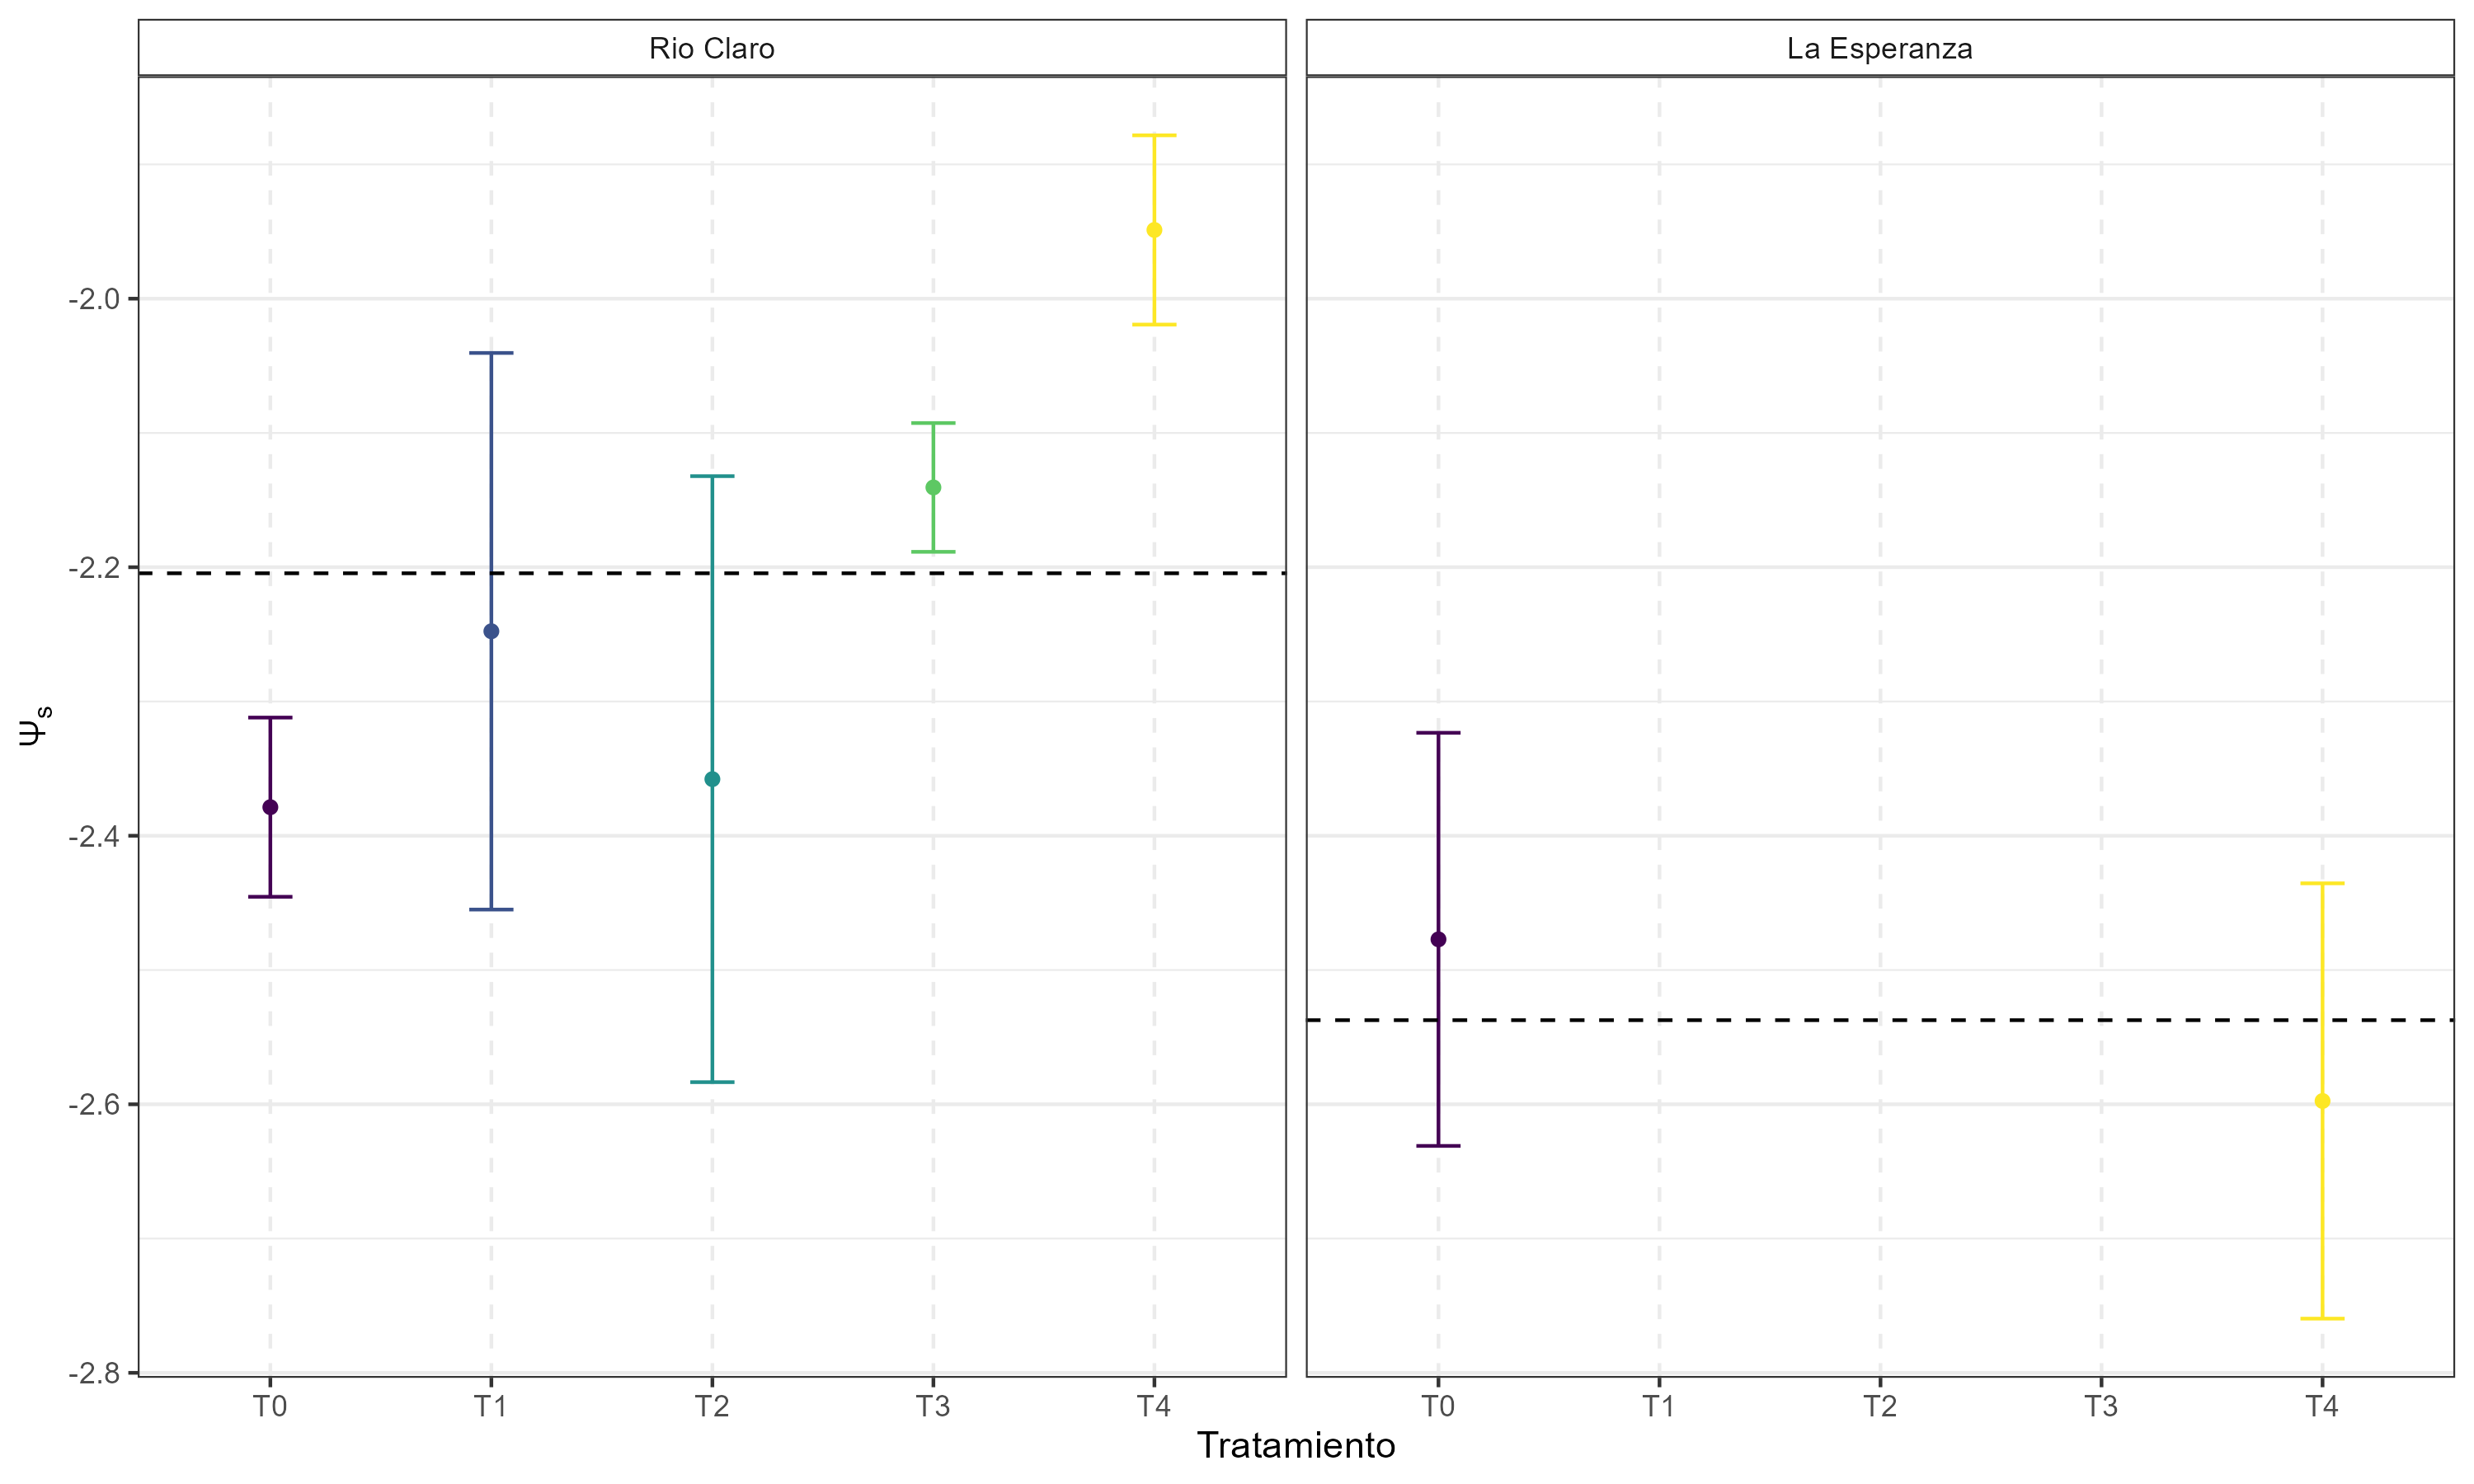 Rio Claro
La Esperanza
-2.0
-2.2
-2.4
-2.6
-2.8
Ψs
T0 T1 T2 T3 T4
T0 T1 T2 T3 T4
Tratamiento